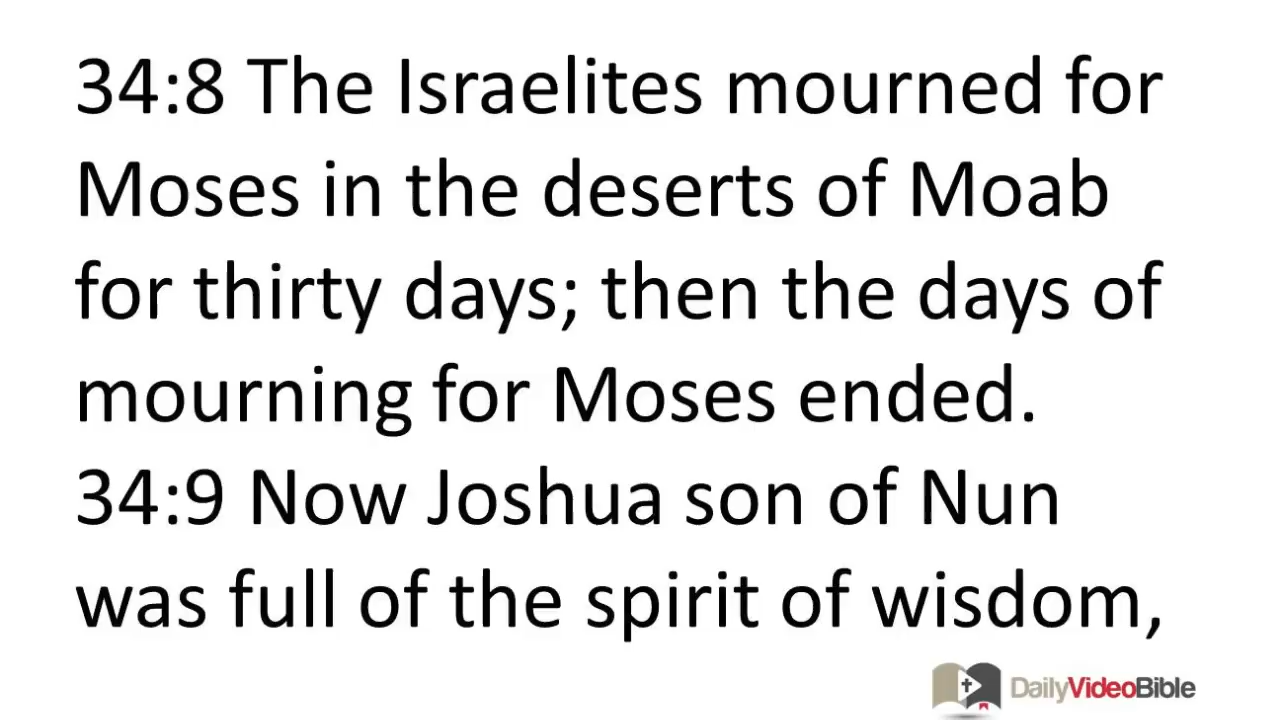 34:8 The Israelites mourned for
Moses in the deserts of Moab
for thirty days; then the days of
mourning for Moses ended.
34:9 Now Joshua son of Nun
was full of the spirit of wisdom,
DailyVideoBible